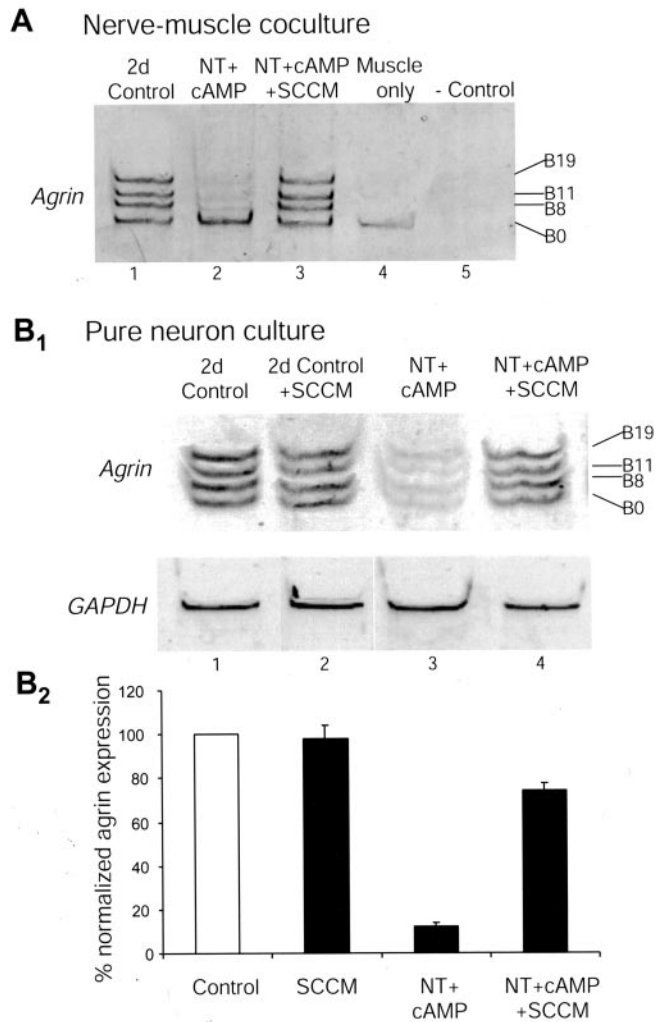 A Nerve-muscle coculture
2d NT+ NT+cAMP Muscle
Control cAMP +SCCM only - Control
B19
Agrin
B11
B8
B0
1 2 3 4 5
B1 Pure neuron culture
2d 2d Control NT+ NT+cAMP
Control +SCCM cAMP +SCCM
B19
Agrin
B11
B8
B0
GAPDH
1 2 3 4
B2
% normalized agrin expression
120
100
80
60
40
20
0
Control SCCM NT+ NT+cAMP
cAMP +SCCM